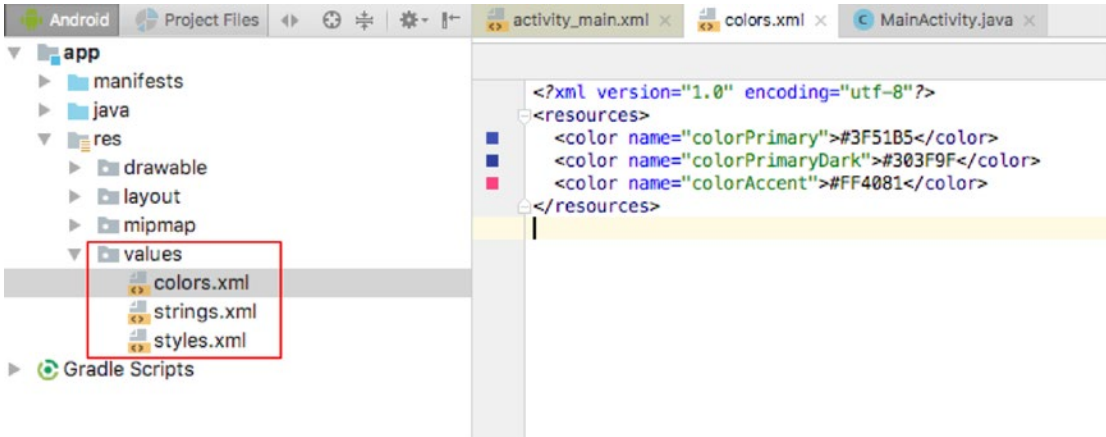 Android Project Files activity_main.xml colors.xml C MainActivity.java
app
manifests
java
res
drawable
layout
mipmap
values
colors.xml
strings.xml
styles.xml
Gradle Scripts
<?xml version="1.0" encoding="utf-8"?>
<resources>
<color name="colorPrimary">#3F51B5</color>
<color name="colorPrimaryDark">#303F9F</color>
<color name="colorAccent">#FF4081</color>
</resources>